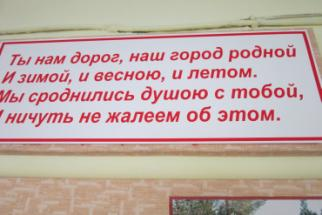 Ты нам дорог, наш город родной
И зимой, и весною, и летом.
Мы сроднились душою с тобой,
И ничуть не жалеем об этом.